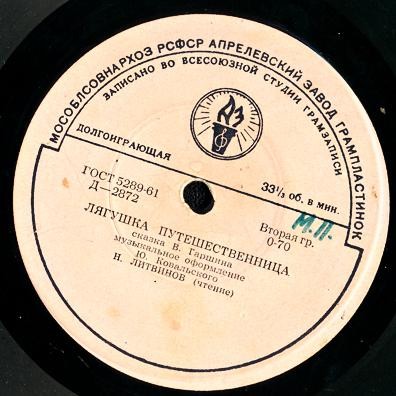 МОСОБЛСОВНАРХОЗ РСФСР АПРЕЛЕВСКИЙ ЗАВОД ГРАМПЛАСТИНОК
ЗАПИСАНО ВО ВСЕСОЮЗНОЙ СТУДИИ ГРАМЗАПИСИ
АЗ
ДОЛГОИГРАЮЩАЯ
33⅓ об. в мин.
ГОСТ 5289-61
Д—2872
Вторая гр.
0-70
М.П.
ЛЯГУШКА ПУТЕШЕСТВЕННИЦА
сказка В. Гаршина
музыкальное оформление
Ю. Ковальского
Н. ЛИТВИНОВ (чтение)